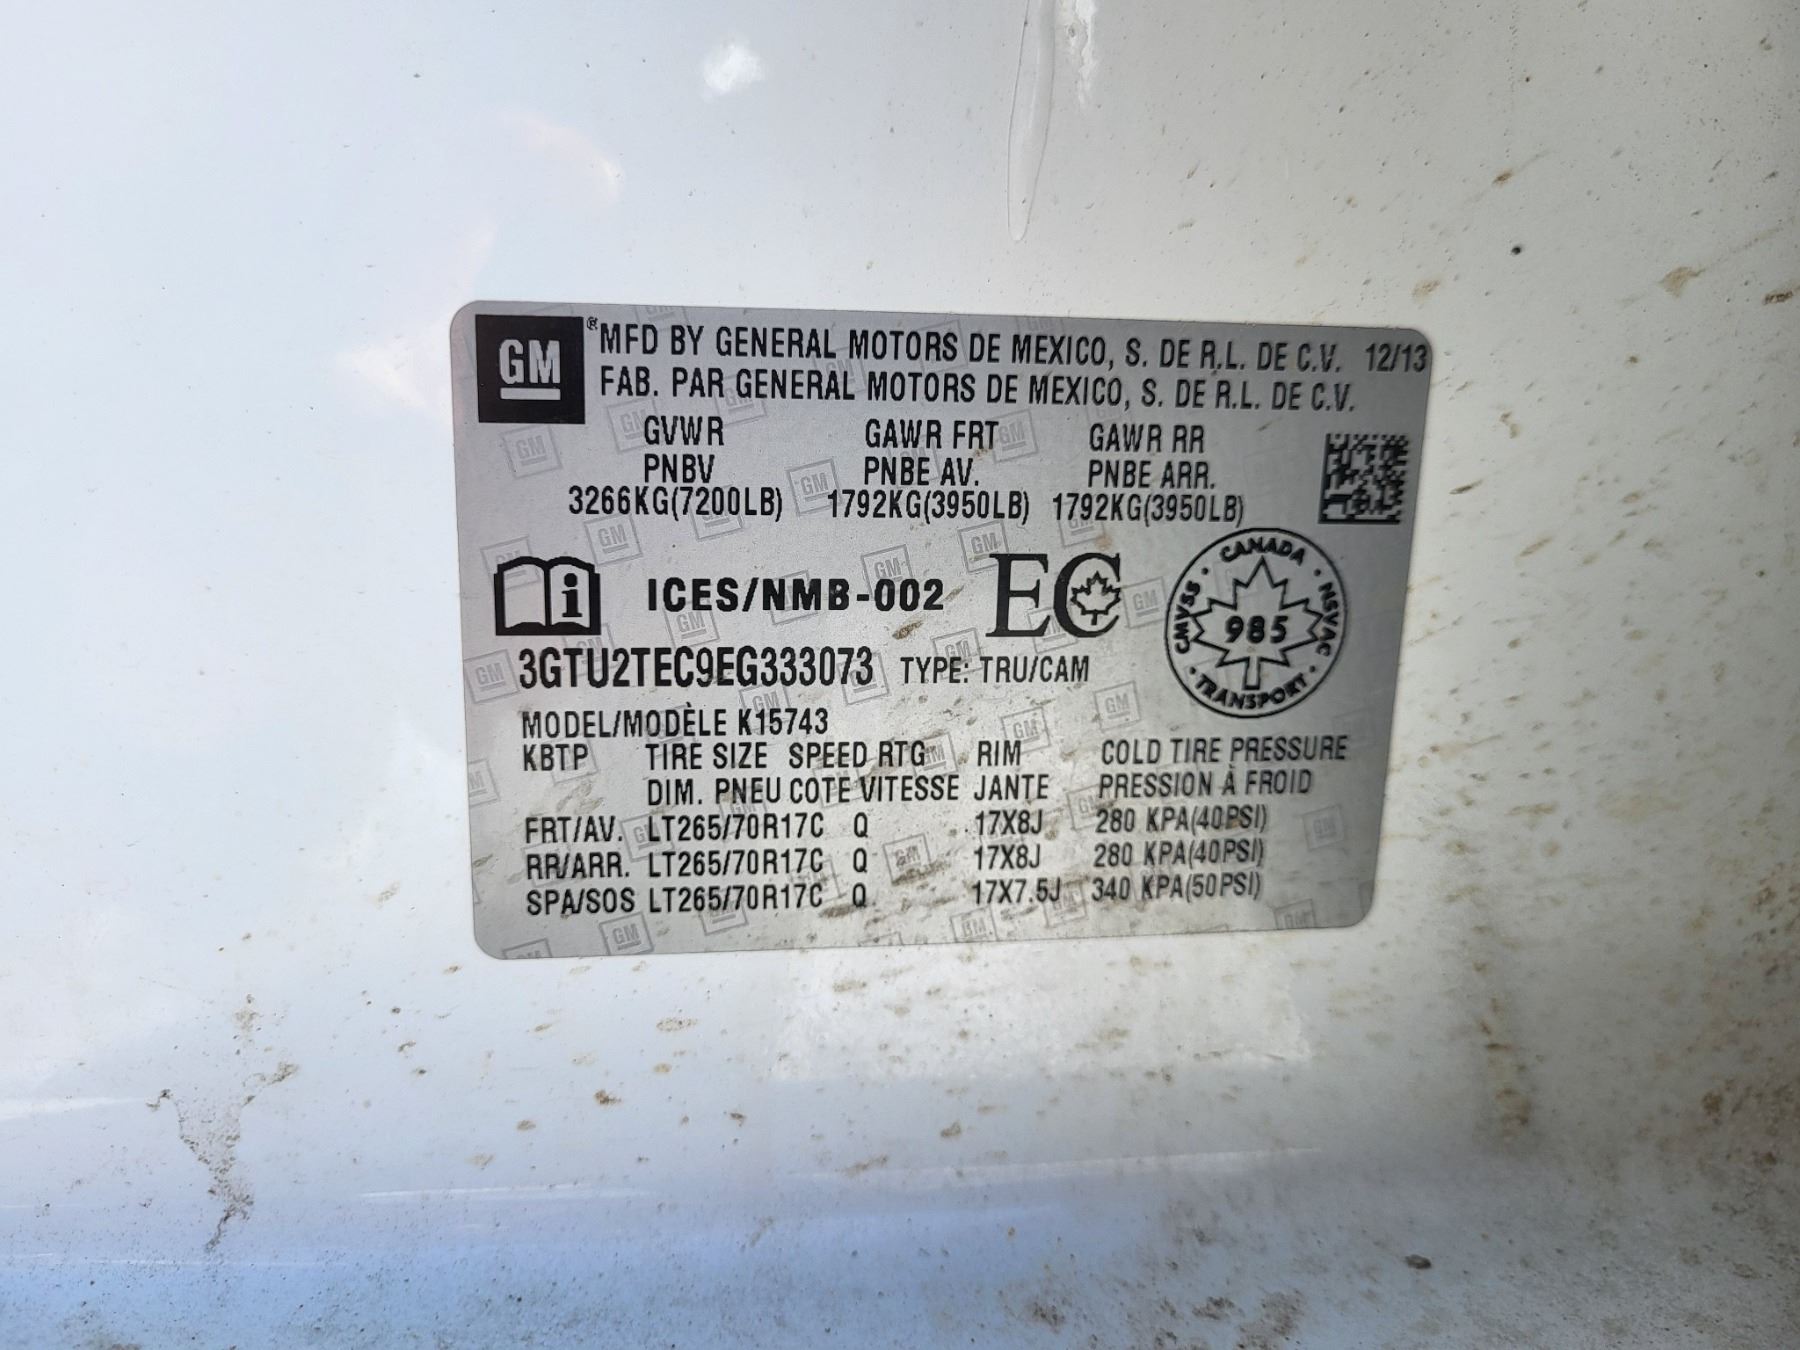 GM ® MFD BY GENERAL MOTORS DE MEXICO, S. DE R.L. DE C.V. 12/13
FAB. PAR GENERAL MOTORS DE MEXICO, S. DE R.L. DE C.V.
GVWR GAWR FRT GAWR RR
PNBV PNBE AV. PNBE ARR.
3266KG(7200LB) 1792KG(3950LB) 1792KG(3950LB)
i ICES/NMB-002 EC
CANADA · NSVAC · TRANSPORT · CMVSS ·
985
3GTU2TEC9EG333073 TYPE: TRU/CAM
MODEL/MODÈLE K15743
KBTP TIRE SIZE SPEED RTG RIM COLD TIRE PRESSURE
DIM. PNEU COTE VITESSE JANTE PRESSION À FROID
FRT/AV. LT265/70R17C Q 17X8J 280 KPA(40PSI)
RR/ARR. LT265/70R17C Q 17X8J 280 KPA(40PSI)
SPA/SOS LT265/70R17C Q 17X7.5J 340 KPA(50PSI)